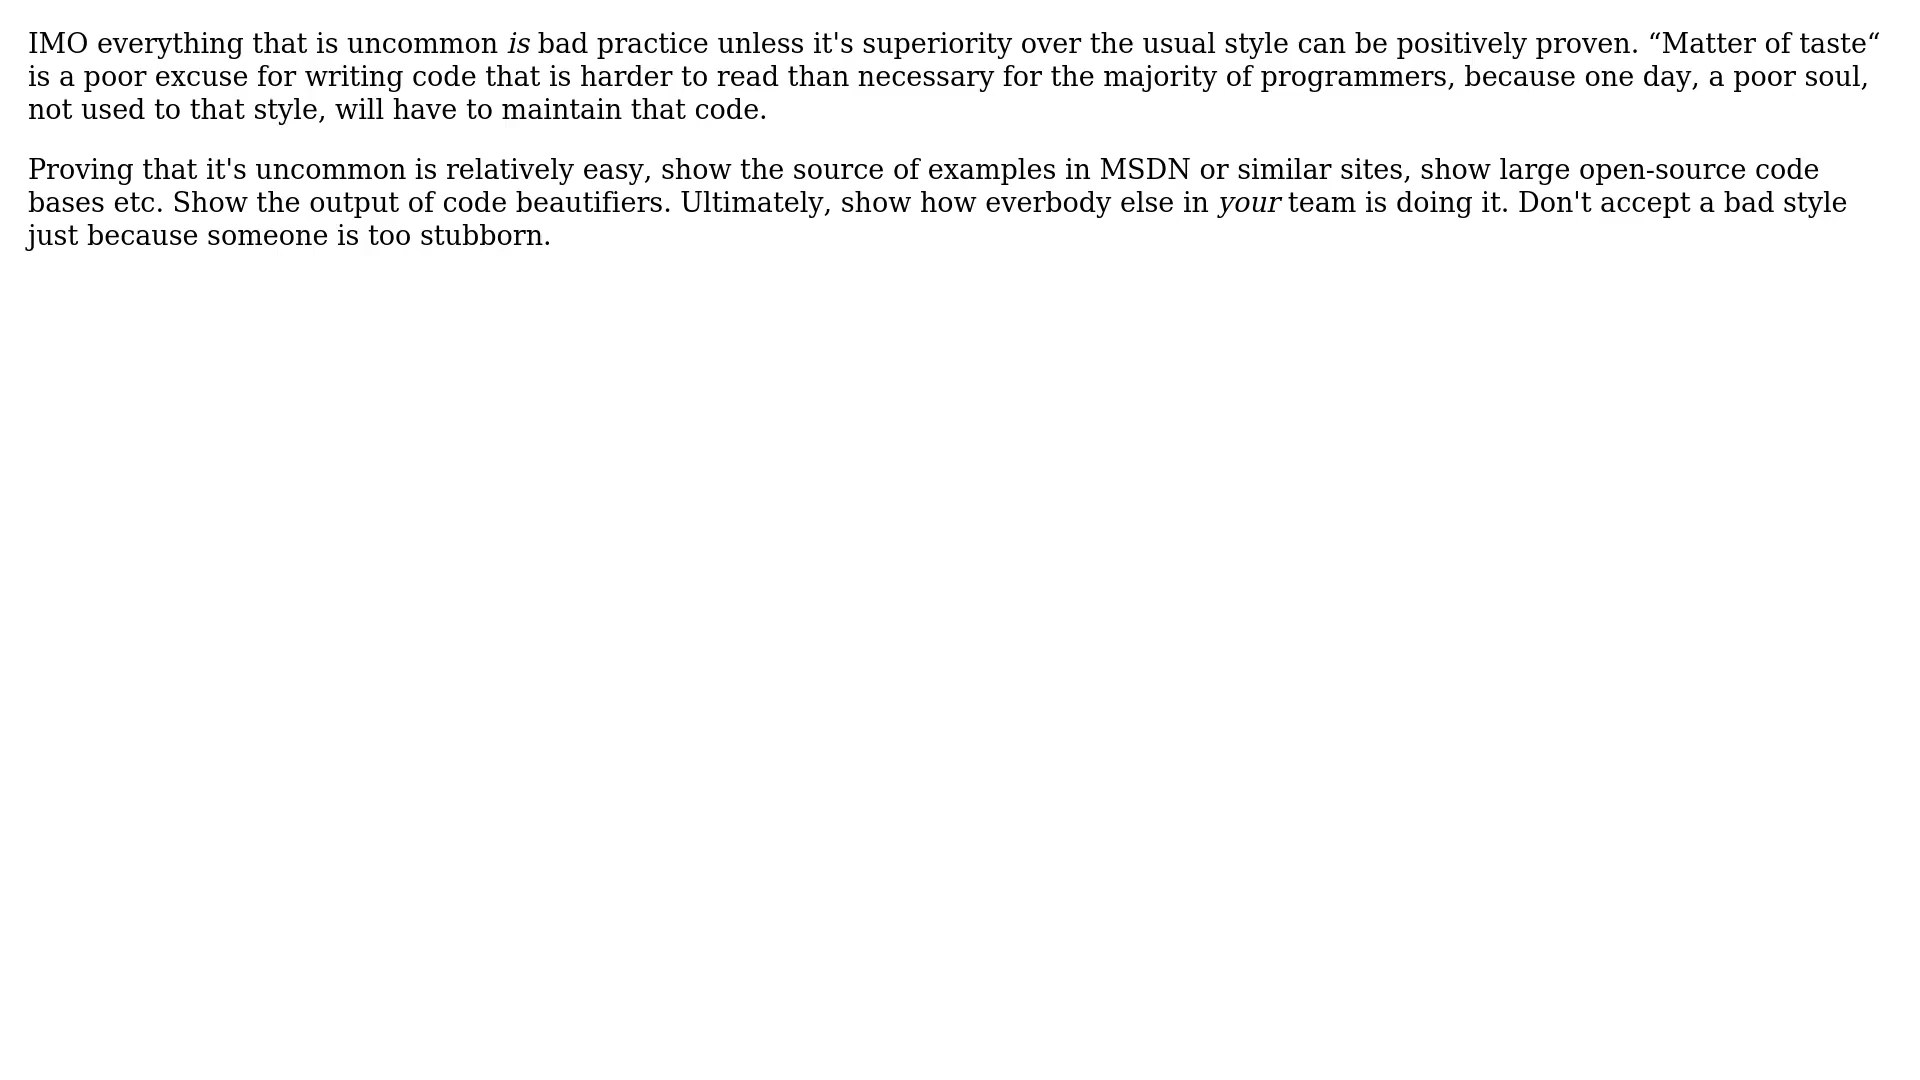 IMO everything that is uncommon is bad practice unless it's superiority over the usual style can be positively proven. “Matter of taste“
is a poor excuse for writing code that is harder to read than necessary for the majority of programmers, because one day, a poor soul,
not used to that style, will have to maintain that code.
Proving that it's uncommon is relatively easy, show the source of examples in MSDN or similar sites, show large open-source code
bases etc. Show the output of code beautifiers. Ultimately, show how everbody else in your team is doing it. Don't accept a bad style
just because someone is too stubborn.